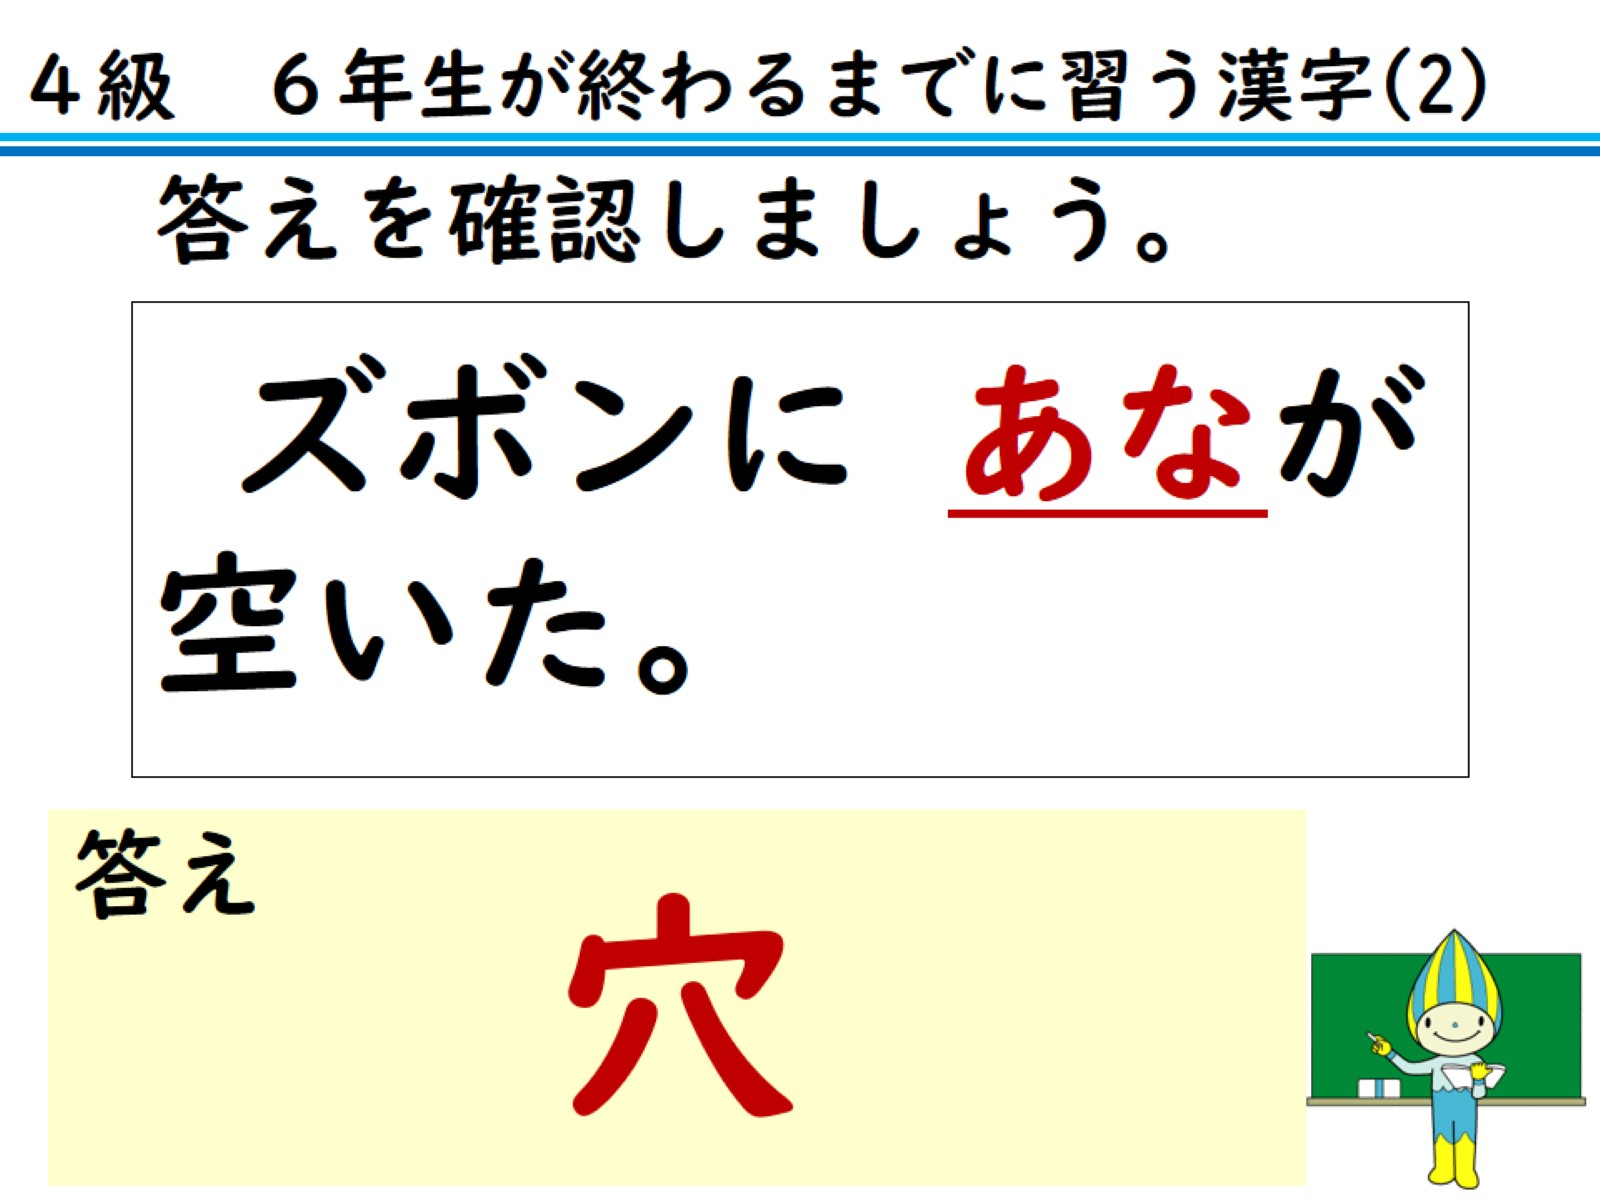 ４級　６年生が終わるまでに習う漢字(2)
答えを確認しましょう。
ズボンに あなが
空いた。
答え
穴